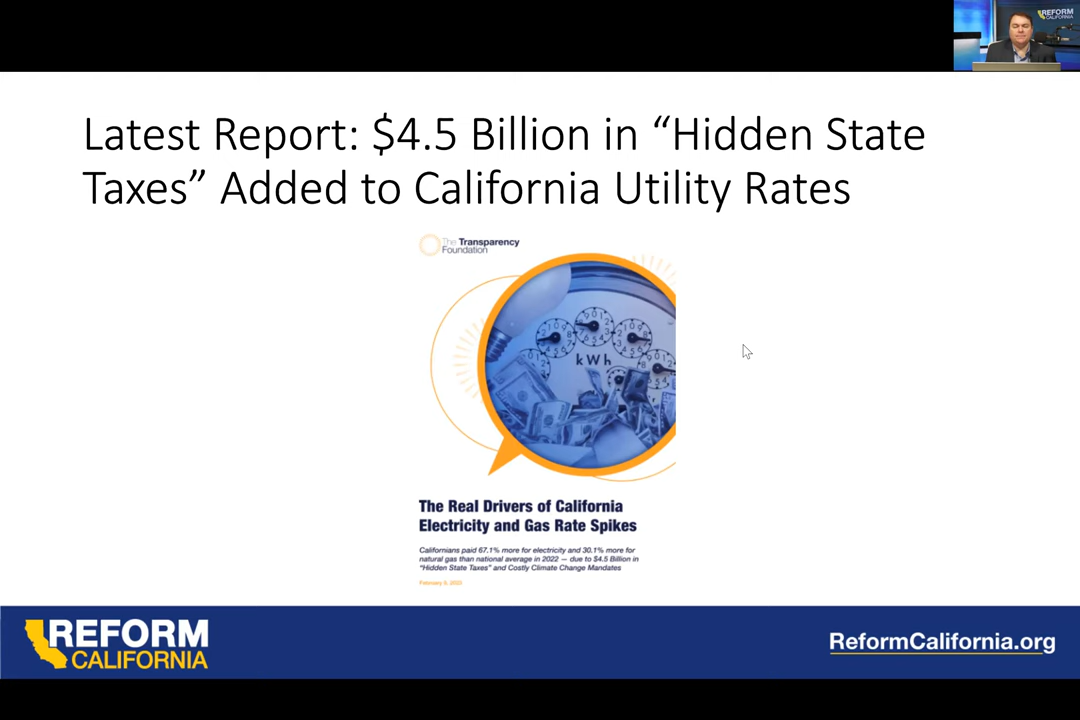 REFORM
CALIFORNIA
Latest Report: $4.5 Billion in “Hidden State
Taxes” Added to California Utility Rates
The Transparency
Foundation
kWh
The Real Drivers of California
Electricity and Gas Rate Spikes
Californians paid 67.1% more for electricity and 30.1% more for
natural gas than national average in 2022 — due to $4.5 Billion in
“Hidden State Taxes” and Costly Climate Change Mandates
REFORM
CALIFORNIA
ReformCalifornia.org